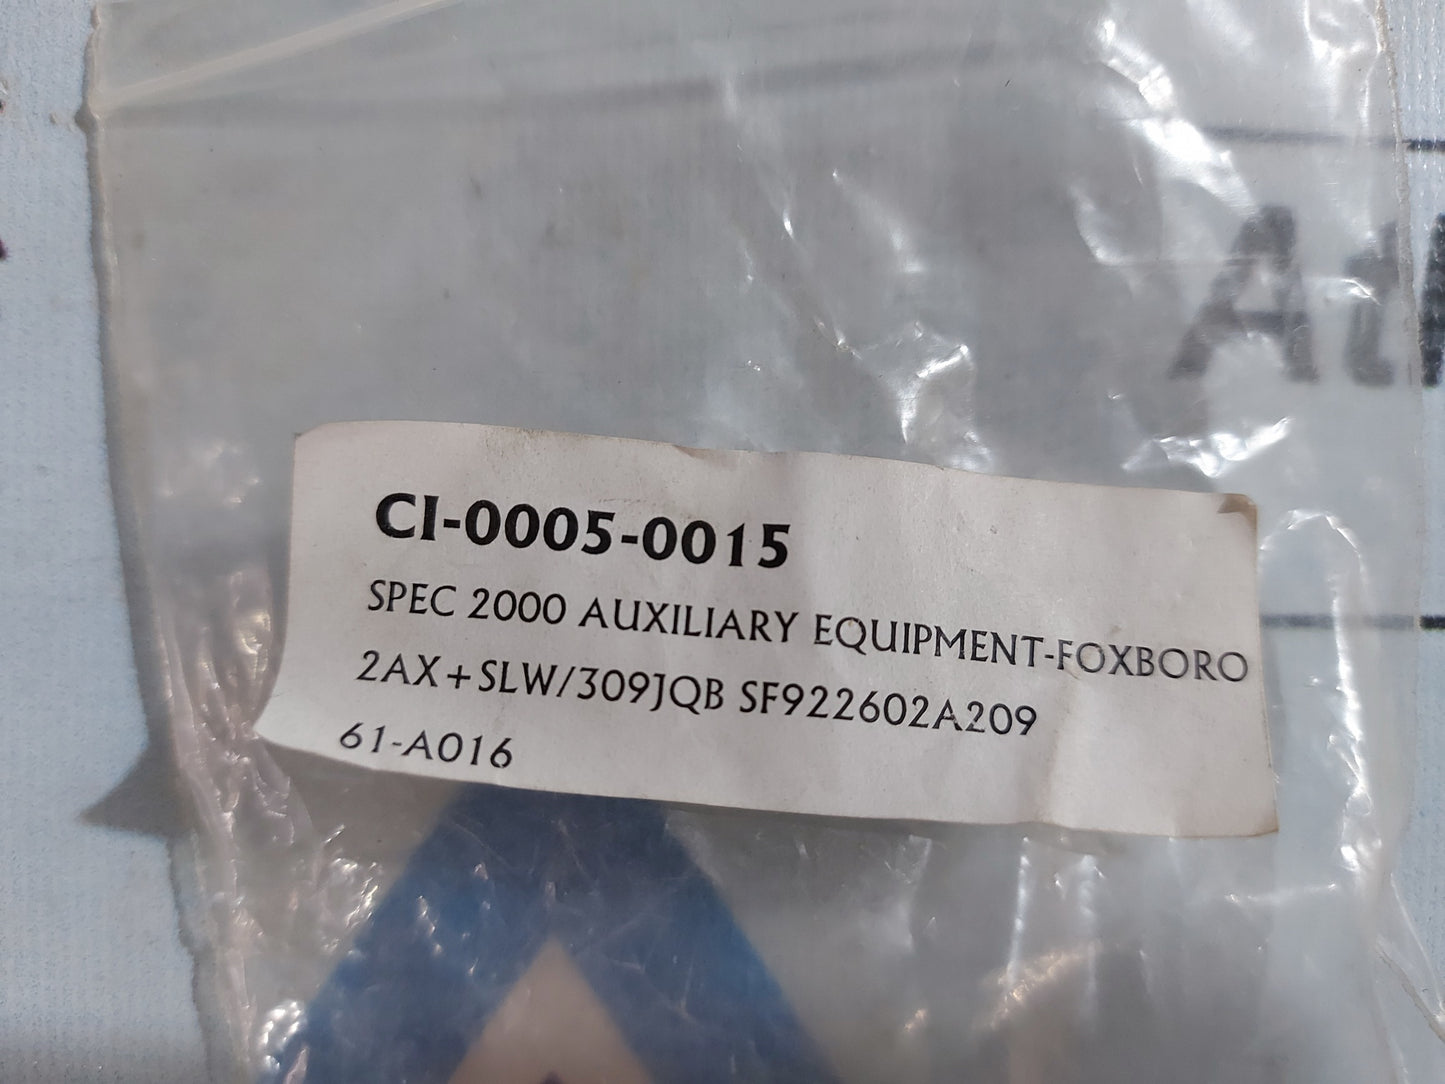 CI-0005-0015
SPEC 2000 AUXILIARY EQUIPMENT-FOXBORO
2AX+SLW/309JQB SF922602A209
61-A016